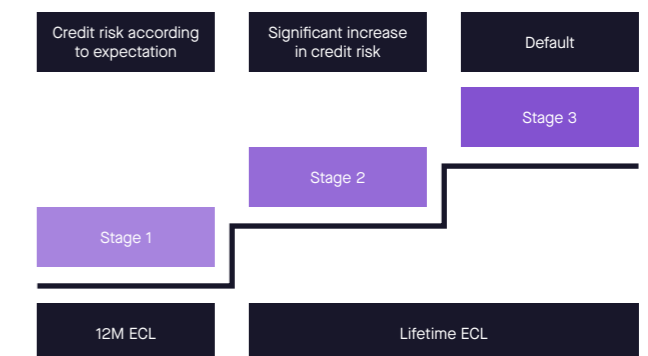 Credit risk according
to expectation
Significant increase
in credit risk
Default
Stage 3
Stage 2
Stage 1
12M ECL
Lifetime ECL